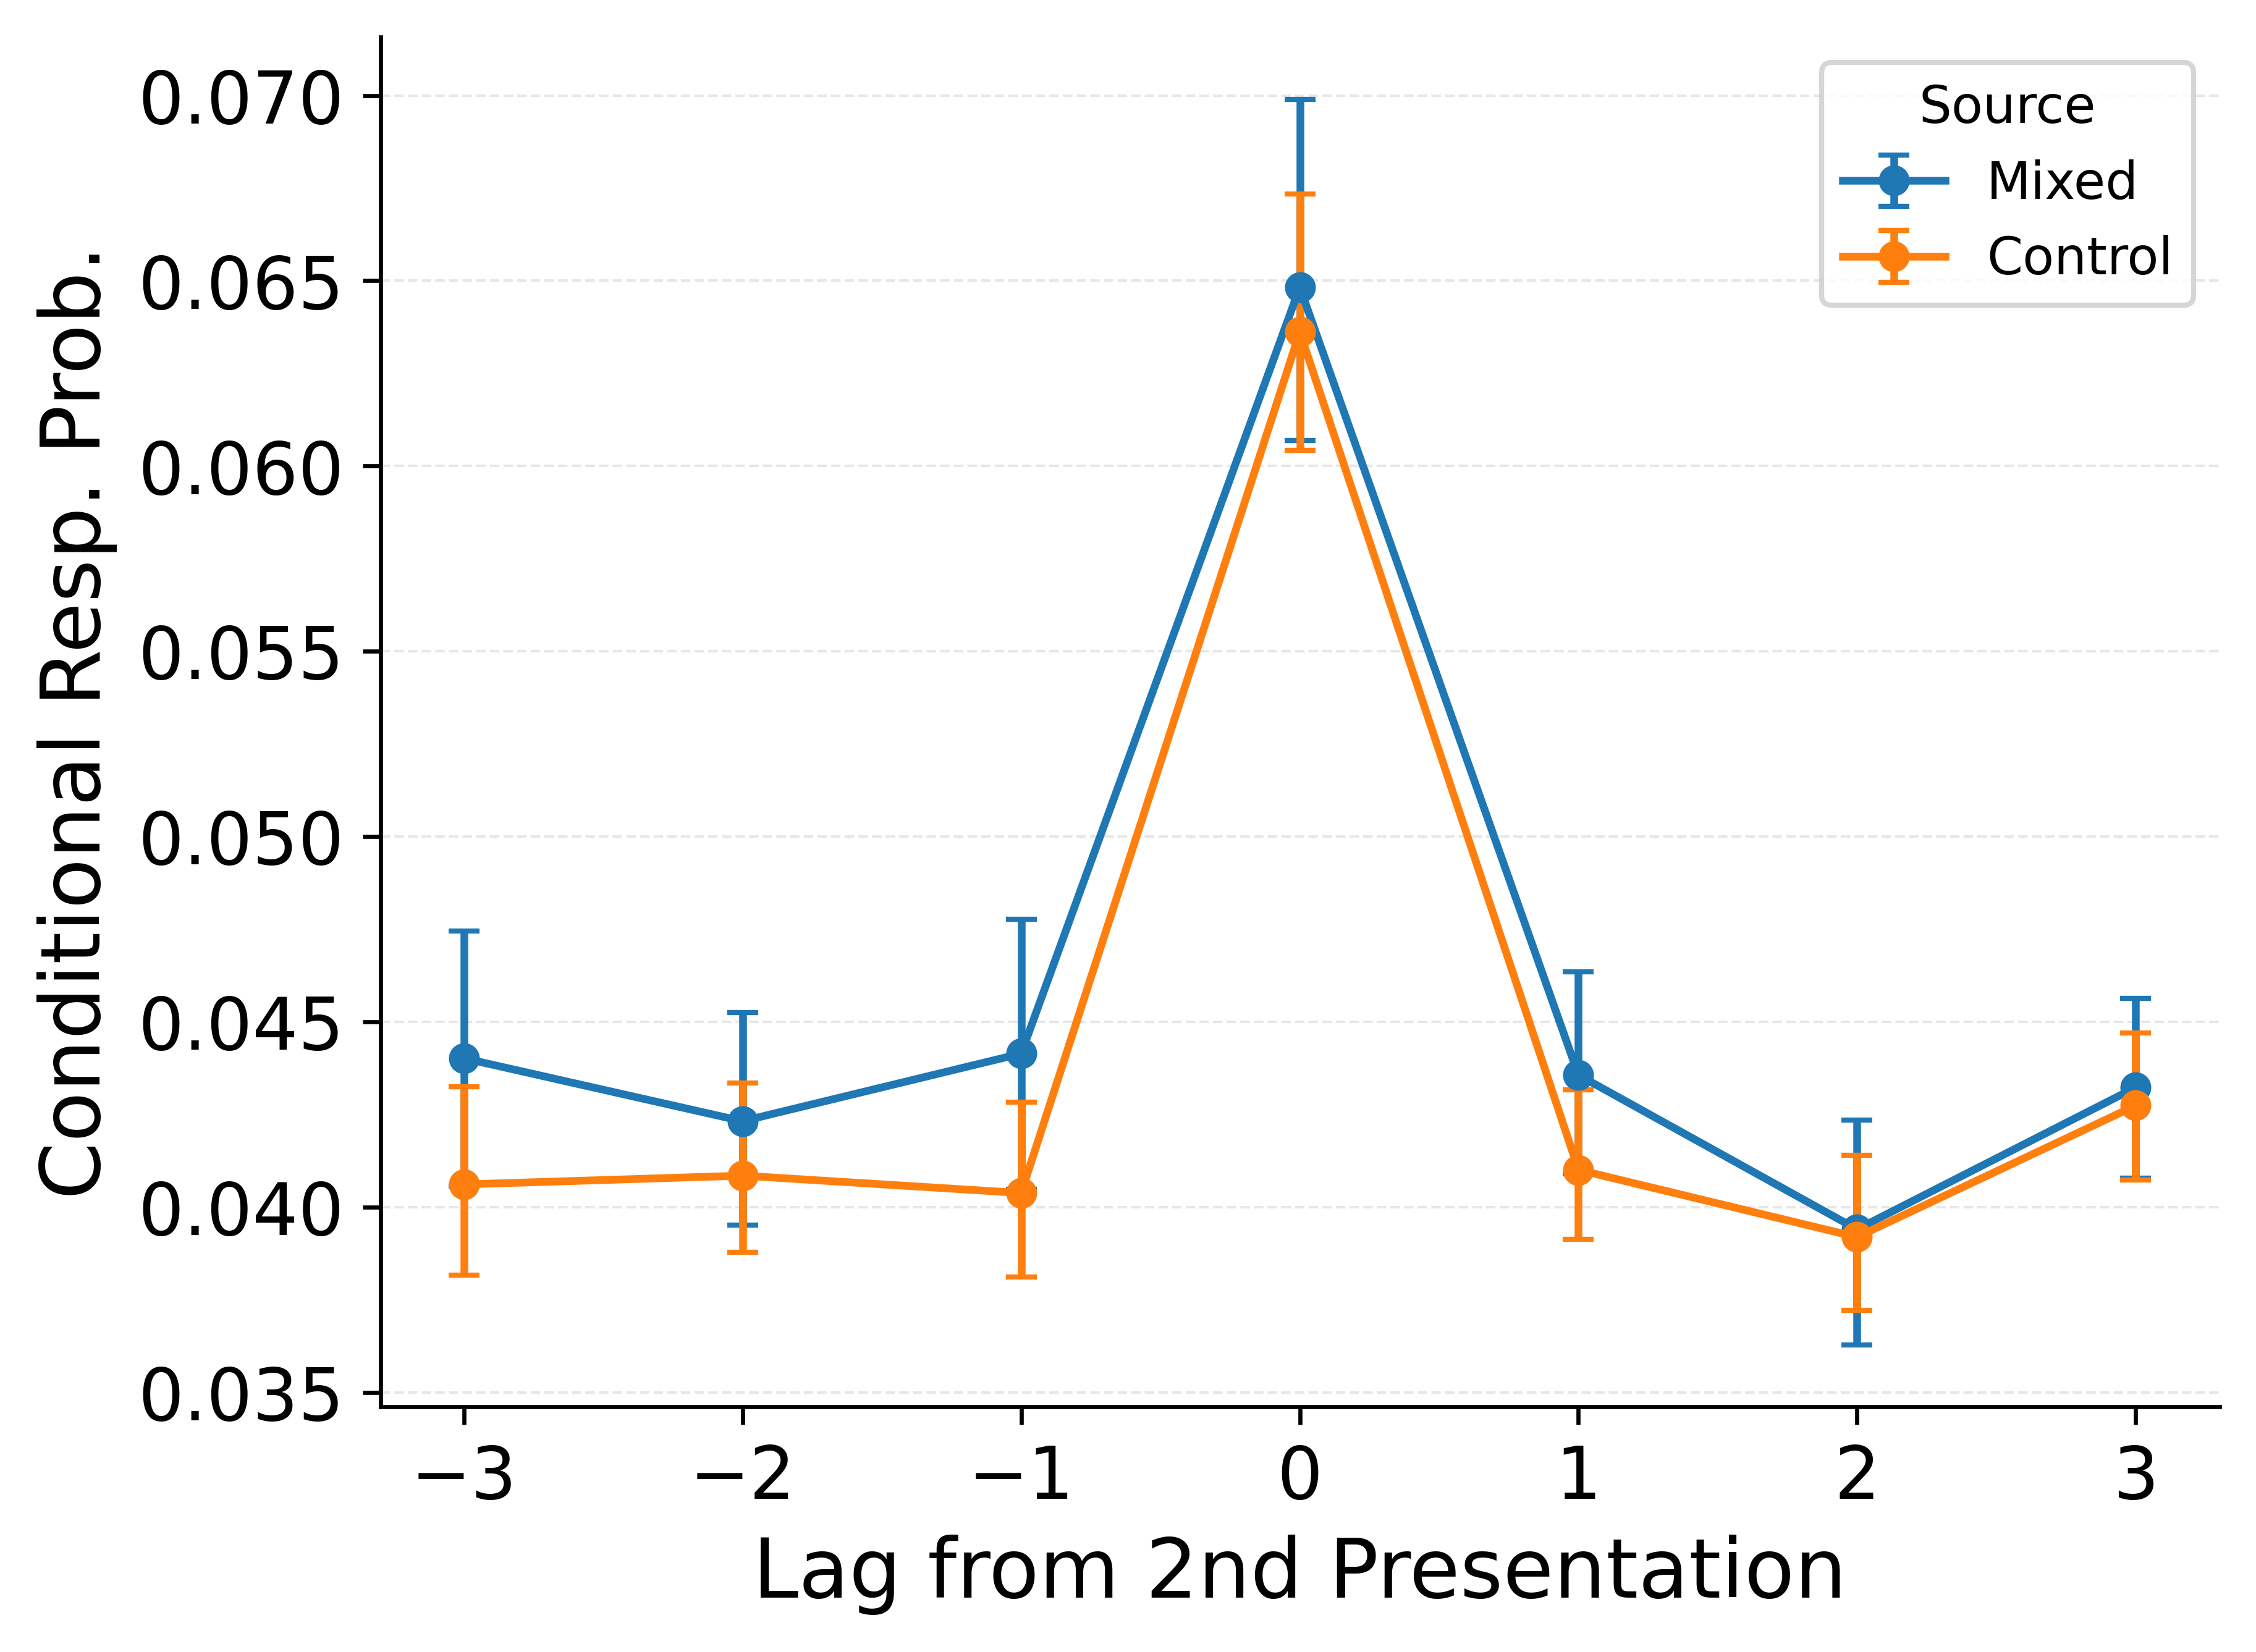 Conditional Resp. Prob.
0.070
0.065
0.060
0.055
0.050
0.045
0.040
0.035
Source
Mixed
Control
−3 −2 −1 0 1 2 3
Lag from 2nd Presentation